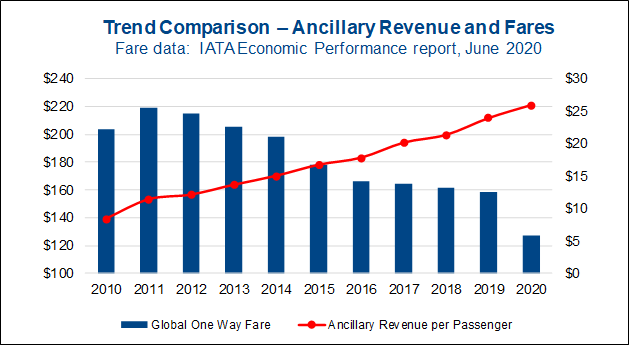 Trend Comparison – Ancillary Revenue and Fares
Fare data: IATA Economic Performance report, June 2020
$240 $30
$220 $25
$200 $20
$180 $15
$160 $10
$140 $5
$120 $0
$100
2010 2011 2012 2013 2014 2015 2016 2017 2018 2019 2020
Global One Way Fare Ancillary Revenue per Passenger